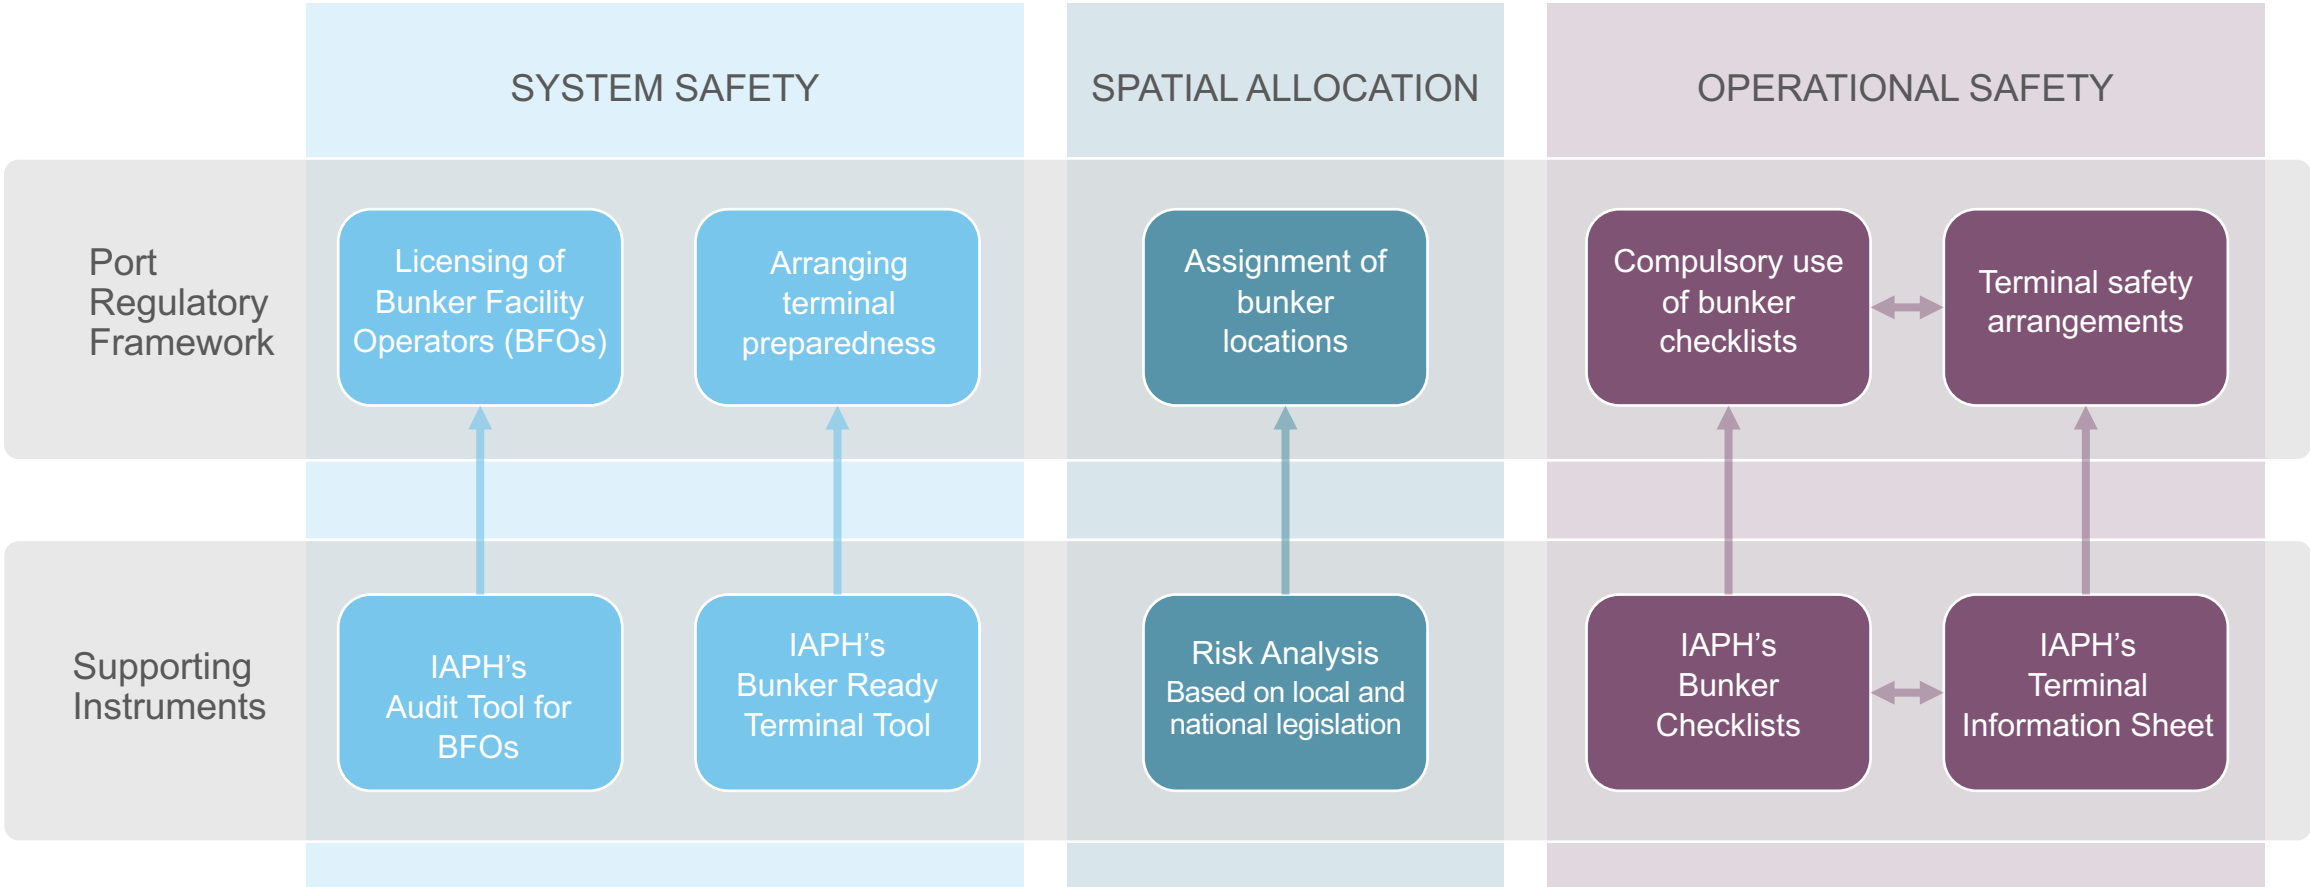 SYSTEM SAFETY
SPATIAL ALLOCATION
OPERATIONAL SAFETY
Port
Regulatory
Framework
Licensing of
Bunker Facility
Operators (BFOs)
Arranging
terminal
preparedness
Assignment of
bunker
locations
Compulsory use
of bunker
checklists
Terminal safety
arrangements
Supporting
Instruments
IAPH’s
Audit Tool for
BFOs
IAPH’s
Bunker Ready
Terminal Tool
Risk Analysis
Based on local and
national legislation
IAPH’s
Bunker
Checklists
IAPH’s
Terminal
Information Sheet